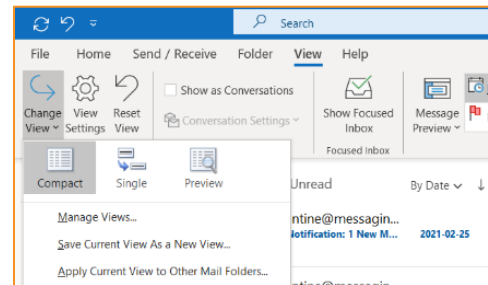 Search
File Home Send / Receive Folder View Help
Change View View Settings Reset View
Show as Conversations
Conversation Settings
Show Focused Inbox
Message Preview
Focused Inbox
Compact Single Preview
Unread By Date
Manage Views...
Save Current View As a New View...
Apply Current View to Other Mail Folders...
ntine@messagin...
Notification: 1 New M... 2021-02-25